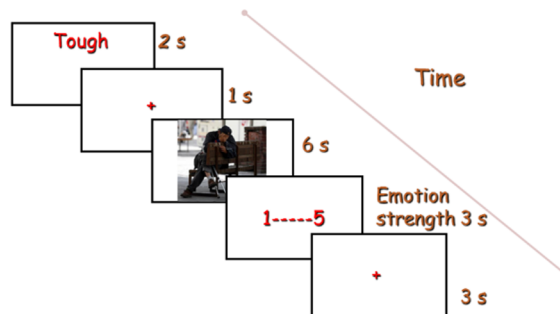 Tough
2 s
Time
+
1 s
6 s
Emotion
strength 3 s
1-----5
+
3 s